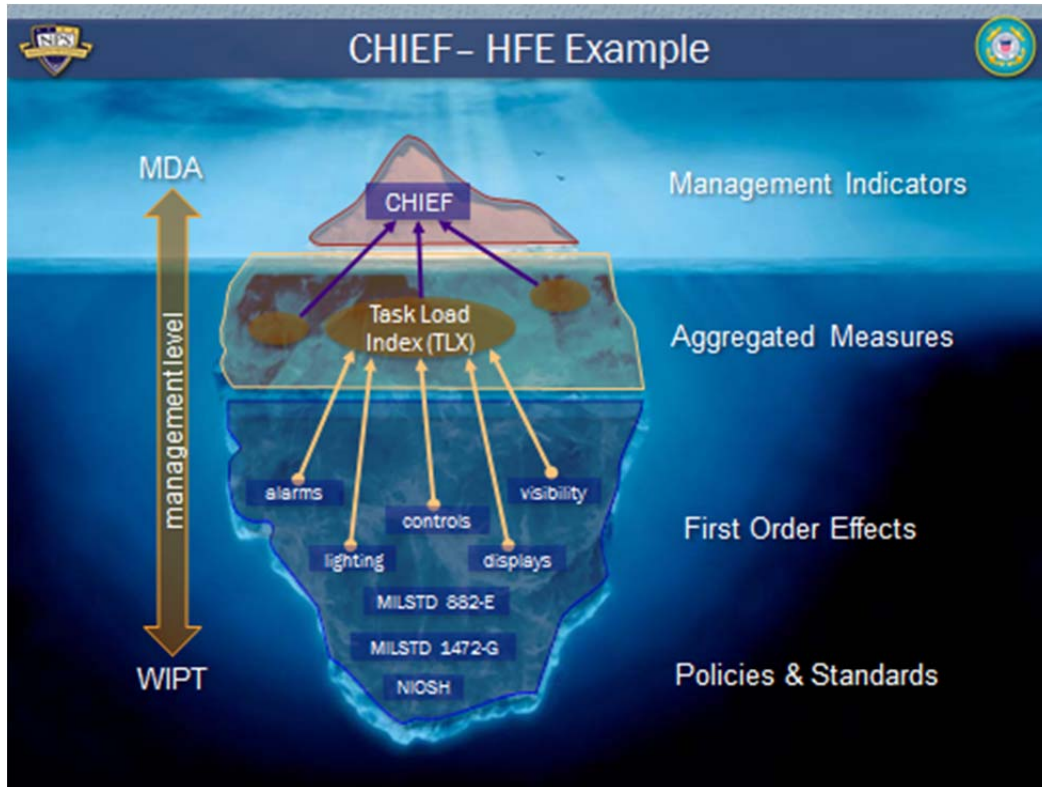 NPS
CHIEF– HFE Example
MDA
management level
WIPT
CHIEF
Task Load
Index (TLX)
alarms
visibility
controls
lighting
displays
MILSTD 882-E
MILSTD 1472-G
NIOSH
Management Indicators
Aggregated Measures
First Order Effects
Policies & Standards